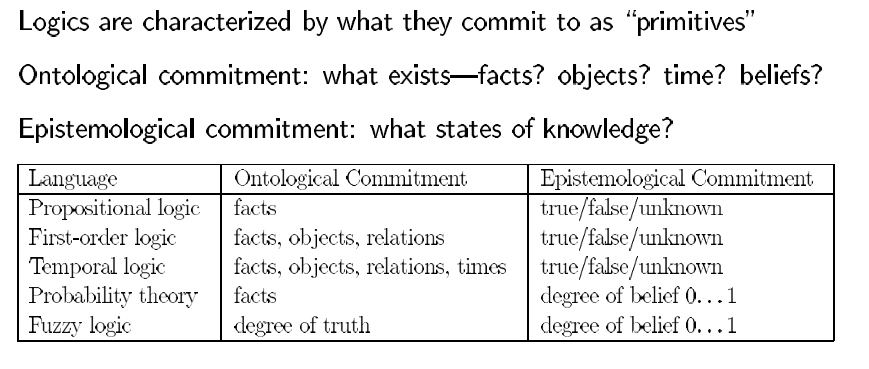 Logics are characterized by what they commit to as “primitives”
Ontological commitment: what exists—facts? objects? time? beliefs?
Epistemological commitment: what states of knowledge?
Language Ontological Commitment Epistemological Commitment
Propositional logic facts true/false/unknown
First-order logic facts, objects, relations true/false/unknown
Temporal logic facts, objects, relations, times true/false/unknown
Probability theory facts degree of belief 0...1
Fuzzy logic degree of truth degree of belief 0...1